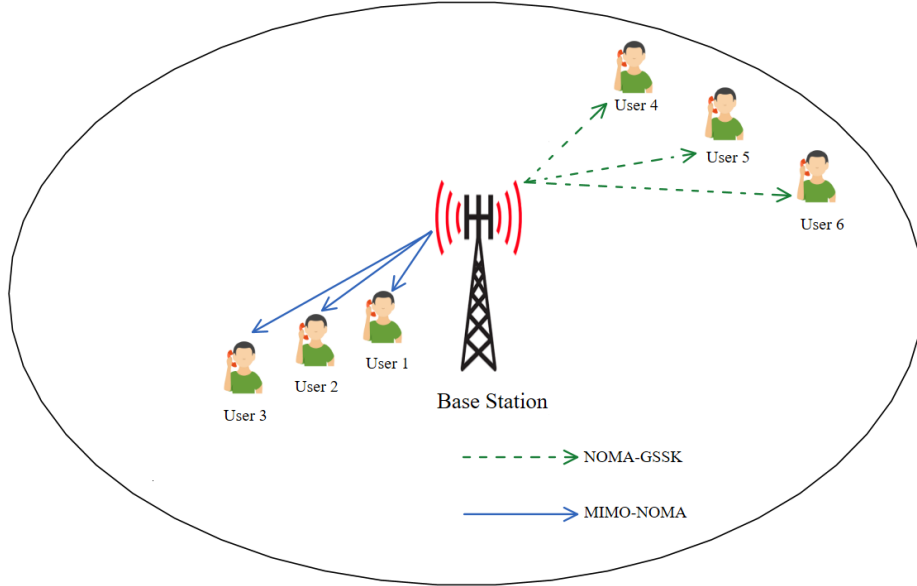 User 4
User 5
User 6
User 1
User 2
User 3
Base Station
NOMA-GSSK
MIMO-NOMA